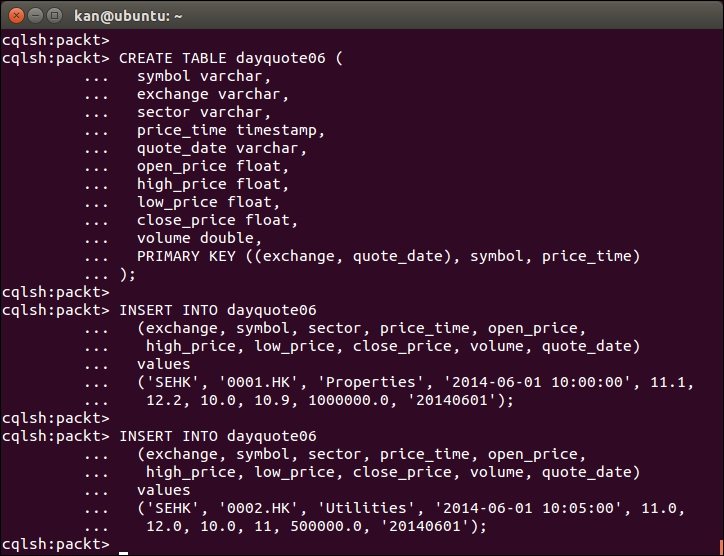 kan@ubuntu: ~
cqlsh:packt>
cqlsh:packt> CREATE TABLE dayquote06 (
         ...   symbol varchar,
         ...   exchange varchar,
         ...   sector varchar,
         ...   price_time timestamp,
         ...   quote_date varchar,
         ...   open_price float,
         ...   high_price float,
         ...   low_price float,
         ...   close_price float,
         ...   volume double,
         ...   PRIMARY KEY ((exchange, quote_date), symbol, price_time)
         ... );
cqlsh:packt>
cqlsh:packt> INSERT INTO dayquote06
         ...   (exchange, symbol, sector, price_time, open_price,
         ...    high_price, low_price, close_price, volume, quote_date)
         ...   values
         ...   ('SEHK', '0001.HK', 'Properties', '2014-06-01 10:00:00', 11.1,
         ...    12.2, 10.0, 10.9, 1000000.0, '20140601');
cqlsh:packt>
cqlsh:packt> INSERT INTO dayquote06
         ...   (exchange, symbol, sector, price_time, open_price,
         ...    high_price, low_price, close_price, volume, quote_date)
         ...   values
         ...   ('SEHK', '0002.HK', 'Utilities', '2014-06-01 10:05:00', 11.0,
         ...    12.0, 10.0, 11, 500000.0, '20140601');
cqlsh:packt>